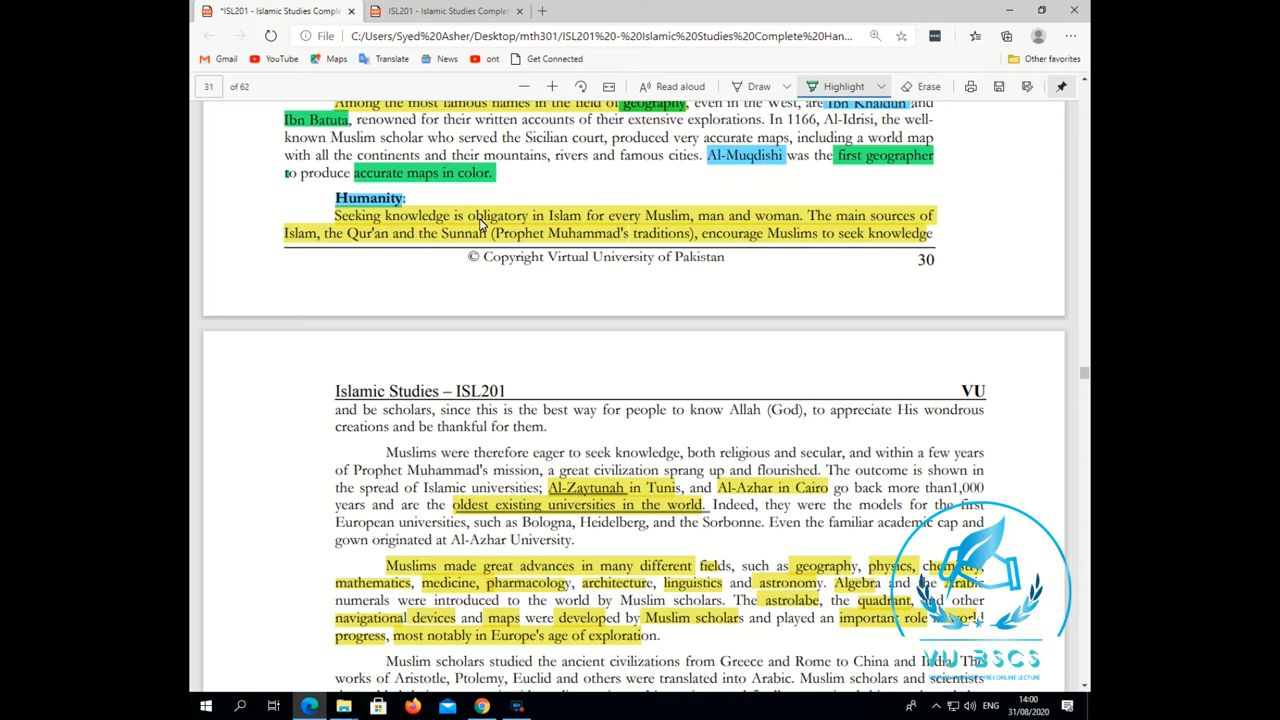 *ISL201 - Islamic Studies Comple
ISL201 - Islamic Studies Complet
File
C:/Users/Syed%20Asher/Desktop/mth301/ISL201%20-%20Islamic%20Studies%20Complete%20Han...
Gmail
YouTube
Maps
Translate
News
ont
Get Connected
Other favorites
31 of 62
Read aloud
Draw
Highlight
Erase
Among the most famous names in the field of geography, even in the West, are Ibn Khaldun and
Ibn Batuta, renowned for their written accounts of their extensive explorations. In 1166, Al-Idrisi, the well-
known Muslim scholar who served the Sicilian court, produced very accurate maps, including a world map
with all the continents and their mountains, rivers and famous cities. Al-Muqdishi was the first geographer
to produce accurate maps in color.
Humanity:
Seeking knowledge is obligatory in Islam for every Muslim, man and woman. The main sources of
Islam, the Qur'an and the Sunnah (Prophet Muhammad's traditions), encourage Muslims to seek knowledge
© Copyright Virtual University of Pakistan
30
Islamic Studies – ISL201
VU
and be scholars, since this is the best way for people to know Allah (God), to appreciate His wondrous
creations and be thankful for them.
Muslims were therefore eager to seek knowledge, both religious and secular, and within a few years
of Prophet Muhammad's mission, a great civilization sprang up and flourished. The outcome is shown in
the spread of Islamic universities; Al-Zaytunah in Tunis, and Al-Azhar in Cairo go back more than1,000
years and are the oldest existing universities in the world. Indeed, they were the models for the first
European universities, such as Bologna, Heidelberg, and the Sorbonne. Even the familiar academic cap and
gown originated at Al-Azhar University.
Muslims made great advances in many different fields, such as geography, physics, chemistry,
mathematics, medicine, pharmacology, architecture, linguistics and astronomy. Algebra and the Arabic
numerals were introduced to the world by Muslim scholars. The astrolabe, the quadrant, and other
navigational devices and maps were developed by Muslim scholars and played an important role in world
progress, most notably in Europe's age of exploration.
Muslim scholars studied the ancient civilizations from Greece and Rome to China and India. The
works of Aristotle, Ptolemy, Euclid and others were translated into Arabic. Muslim scholars and scientists
VU-BSCS
VIRTUAL UNIVERSITY FREE ONLINE LECTURE
ENG
14:00
31/08/2020